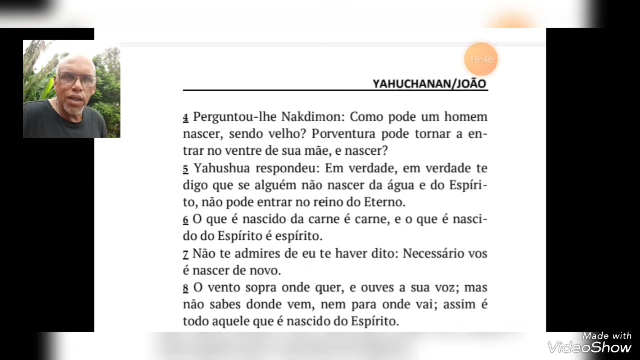 16:46
YAHUCHANAN/JOÃO
4 Perguntou-lhe Nakdimon: Como pode um homem
nascer, sendo velho? Porventura pode tornar a en-
trar no ventre de sua mãe, e nascer?
5 Yahushua respondeu: Em verdade, em verdade te
digo que se alguém não nascer da água e do Espíri-
to, não pode entrar no reino do Eterno.
6 O que é nascido da carne é carne, e o que é nasci-
do do Espírito é espírito.
7 Não te admires de eu te haver dito: Necessário vos
é nascer de novo.
8 O vento sopra onde quer, e ouves a sua voz; mas
não sabes donde vem, nem para onde vai; assim é
todo aquele que é nascido do Espírito.
Made with
VideoShow